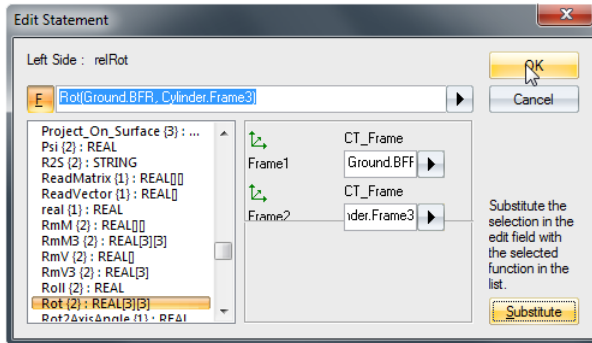 Edit Statement
Left Side : relRot
OK
F Rot(Ground.BFR, Cylinder.Frame3)
Cancel
Project_On_Surface {3} : ...
Psi {2} : REAL
R2S {2} : STRING
ReadMatrix {1} : REAL[][]
ReadVector {1} : REAL[]
real {1} : REAL
RmM {2} : REAL[][]
RmM3 {2} : REAL[3][3]
RmV {2} : REAL[]
RmV3 {2} : REAL[3]
Roll {2} : REAL
Rot {2} : REAL[3][3]
Rot2AxisAngle {1} : REAL
CT_Frame
Frame1 Ground.BFF
CT_Frame
Frame2 nder.Frame3
Substitute the
selection in the
edit field with
the selected
function in the
list.
Substitute